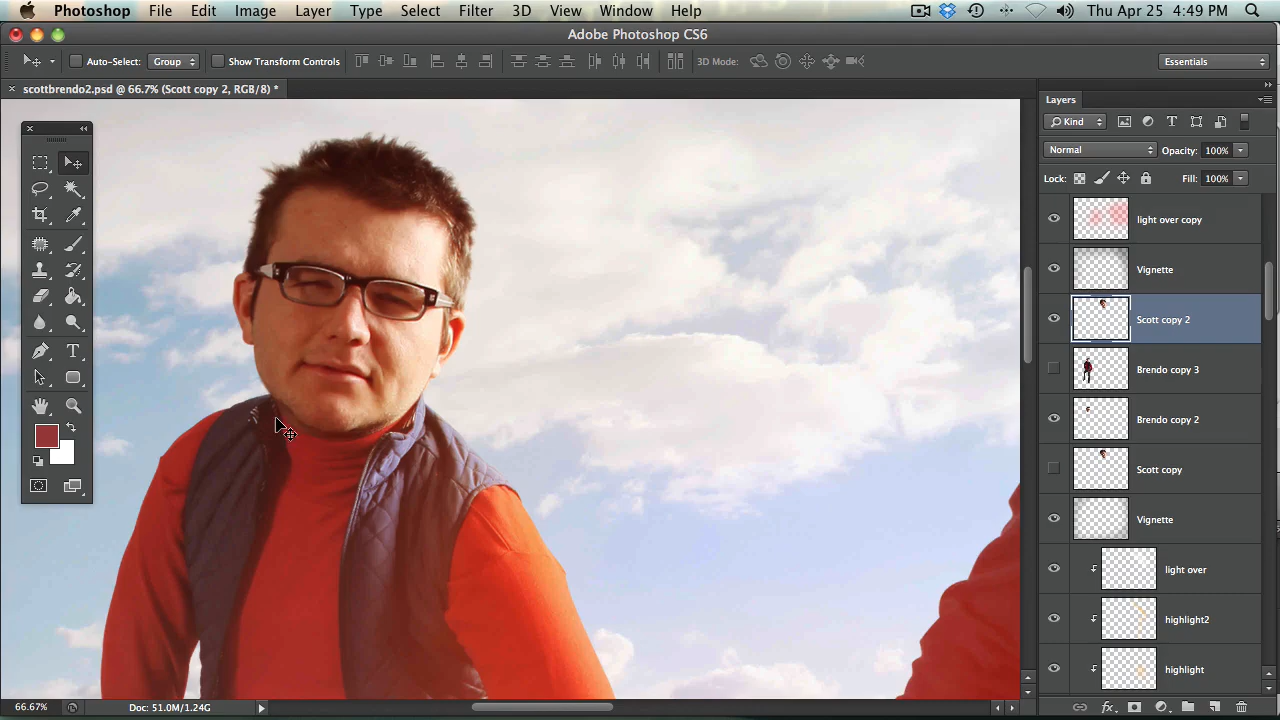 Photoshop File Edit Image Layer Type Select Filter 3D View Window Help Thu Apr 25 4:49 PM
Adobe Photoshop CS6
Auto-Select: Group Show Transform Controls 3D Mode: Essentials
scottbrendo2.psd @ 66.7% (Scott copy 2, RGB/8) *
Layers
Kind
Normal Opacity: 100%
Lock: Fill: 100%
light over copy
Vignette
Scott copy 2
Brendo copy 3
Brendo copy 2
Scott copy
Vignette
light over
highlight2
highlight
66.67% Doc: 51.0M/1.24G